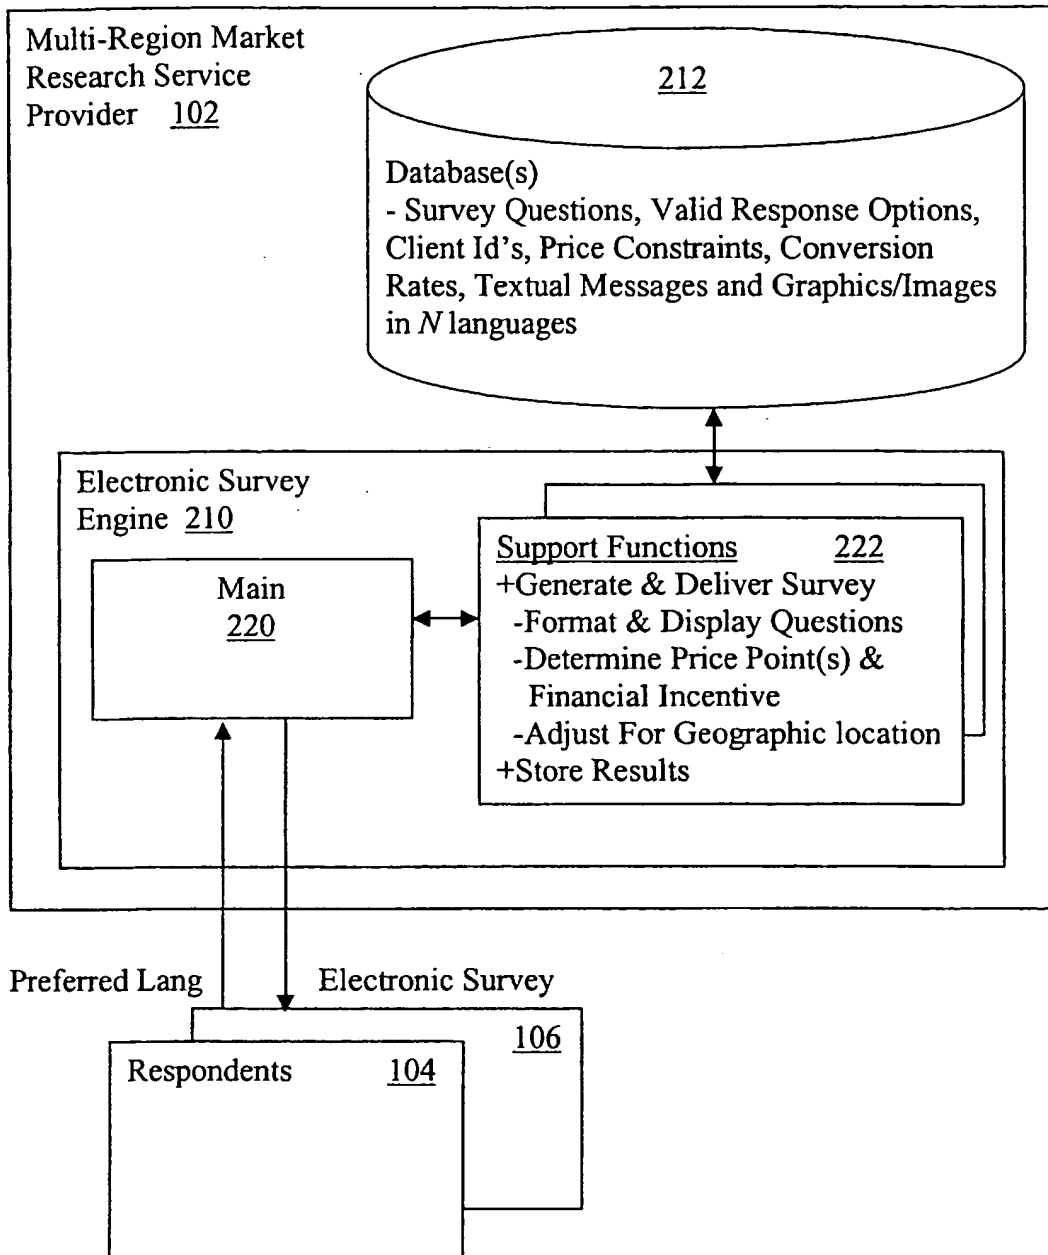 Multi-Region Market
Research Service
Provider 102
212
Database(s)
- Survey Questions, Valid Response Options,
Client Id's, Price Constraints, Conversion
Rates, Textual Messages and Graphics/Images
in N languages
Electronic Survey
Engine 210
Main
220
Support Functions 222
+Generate & Deliver Survey
-Format & Display Questions
-Determine Price Point(s) &
Financial Incentive
-Adjust For Geographic location
+Store Results
Preferred Lang
Electronic Survey
106
Respondents 104